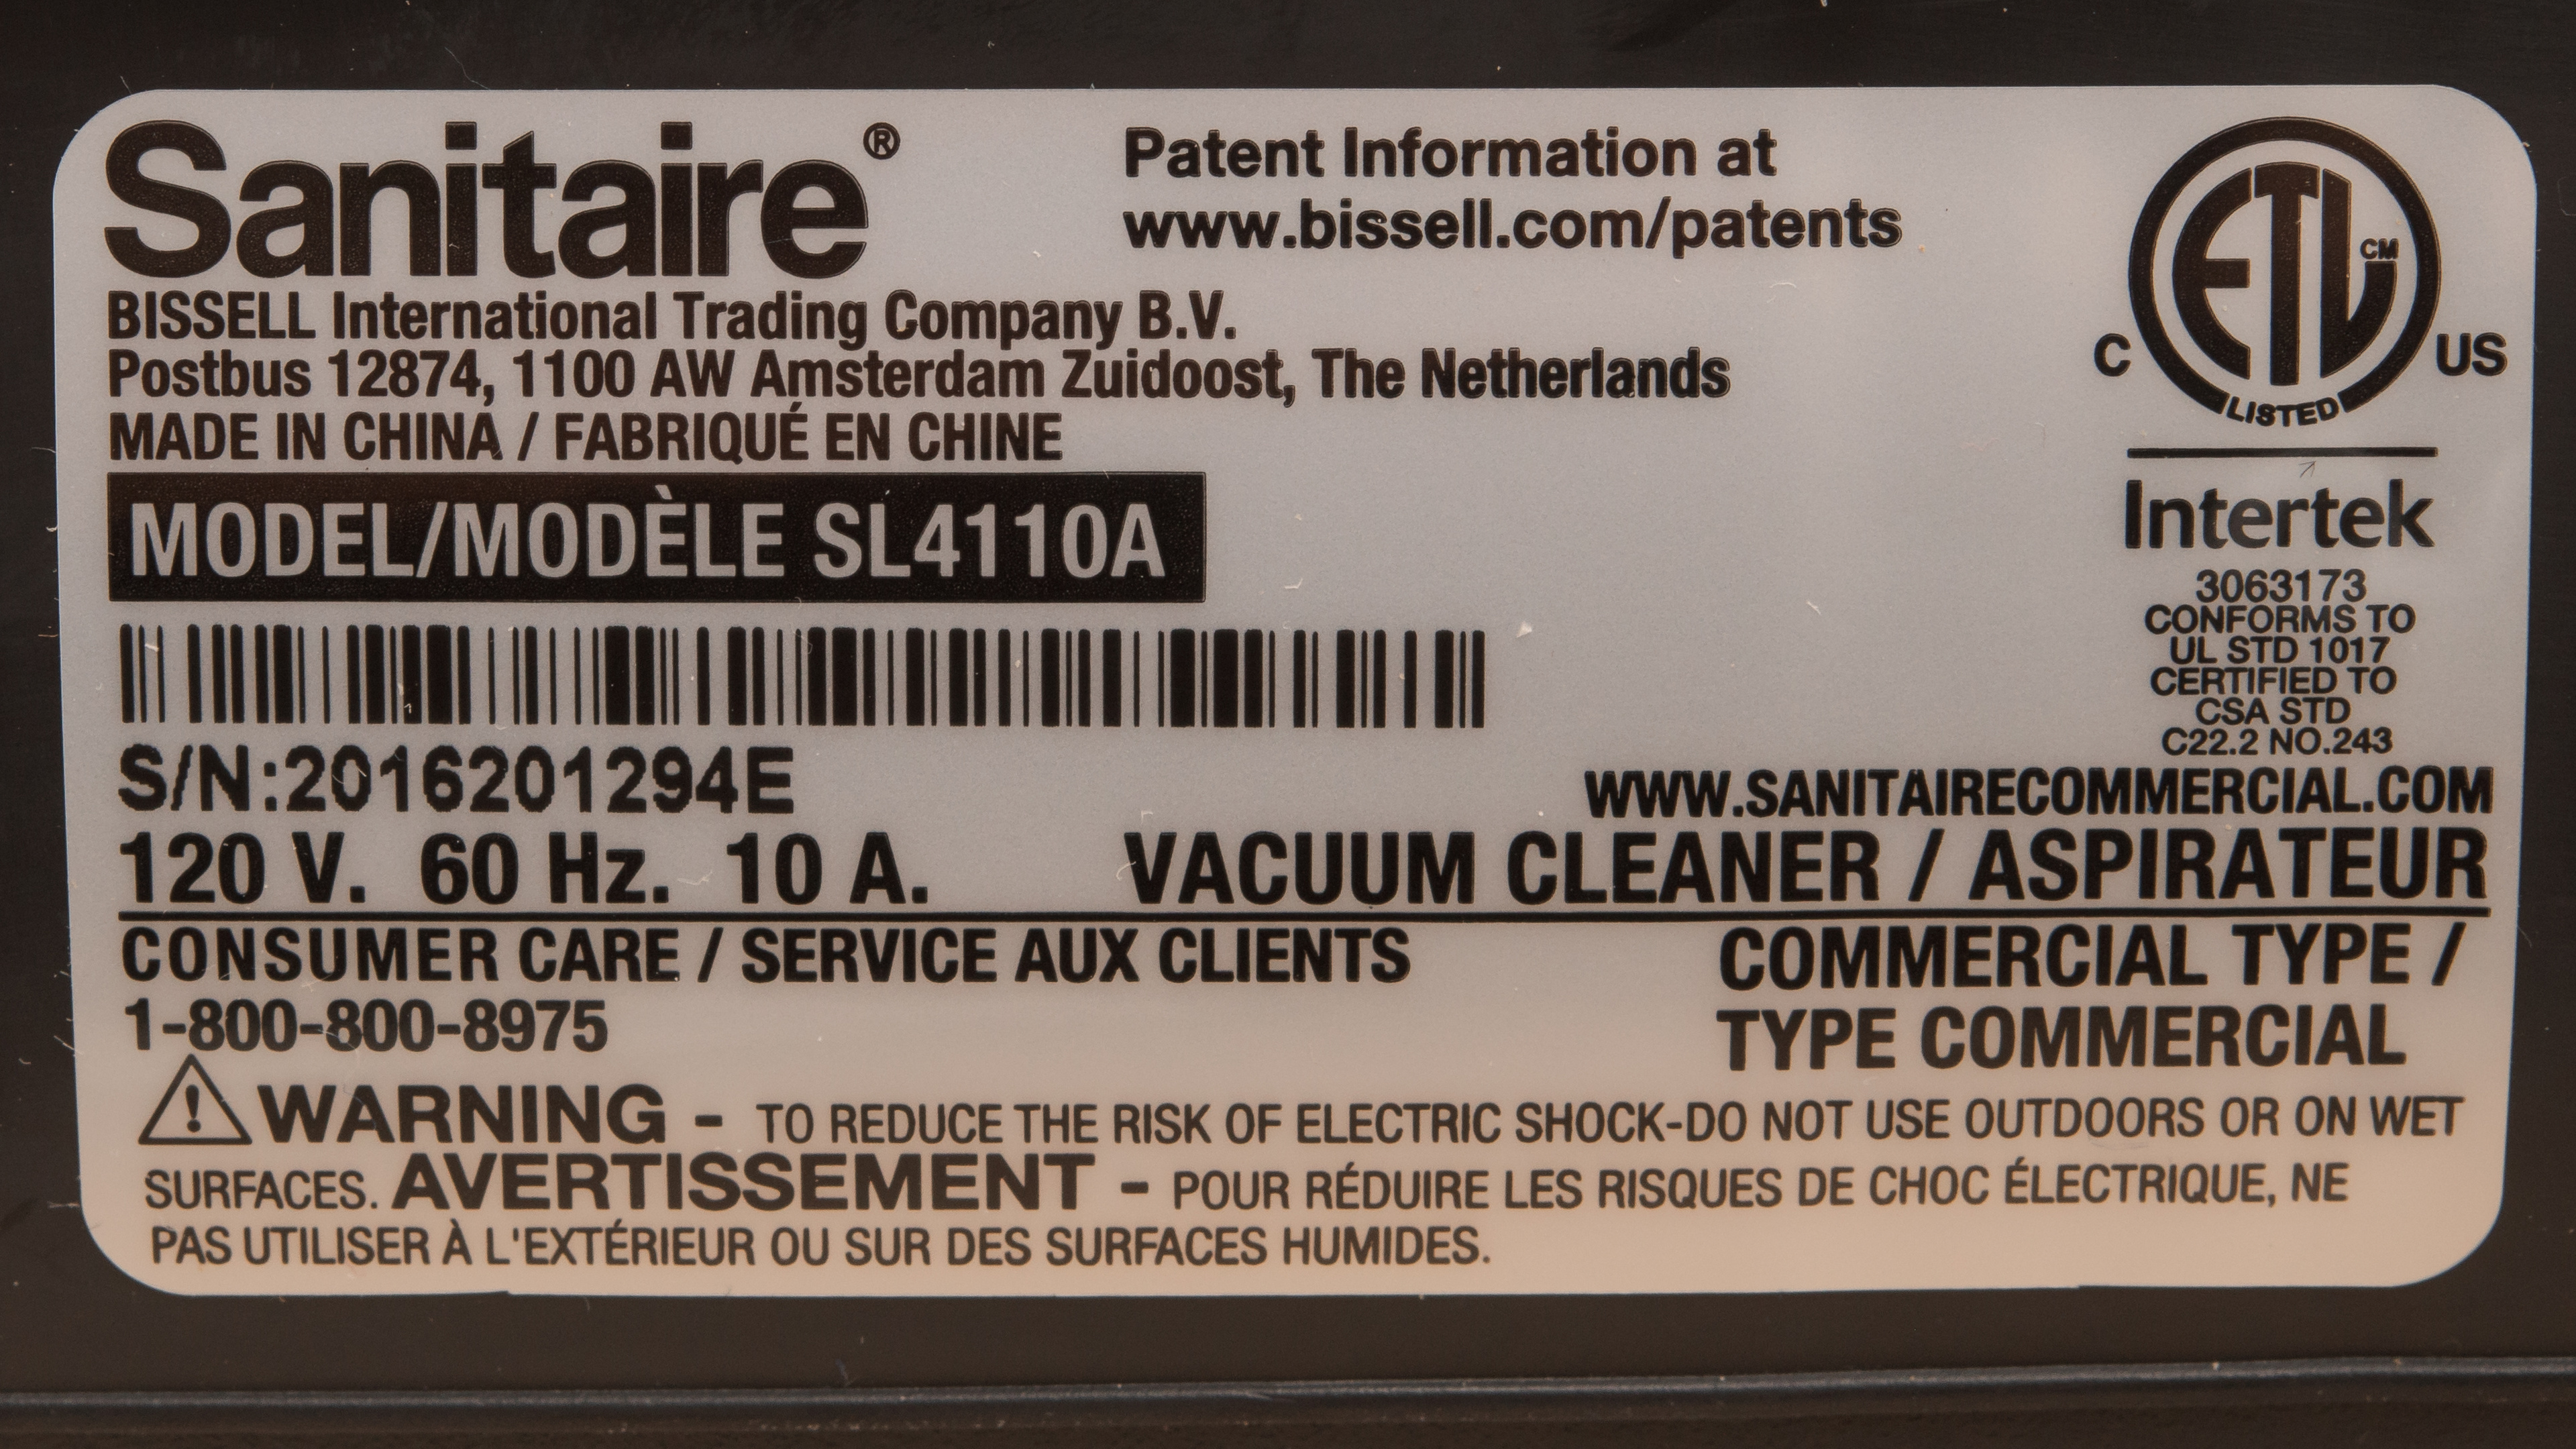 Sanitaire®
Patent Information at
www.bissell.com/patents
BISSELL International Trading Company B.V.
Postbus 12874, 1100 AW Amsterdam Zuidoost, The Netherlands
MADE IN CHINA / FABRIQUÉ EN CHINE
MODEL/MODÈLE SL4110A
ETL CM
C US
LISTED
Intertek
3063173
CONFORMS TO
UL STD 1017
CERTIFIED TO
CSA STD
C22.2 NO.243
S/N:2016201294E
WWW.SANITAIRECOMMERCIAL.COM
120 V. 60 Hz. 10 A. VACUUM CLEANER / ASPIRATEUR
CONSUMER CARE / SERVICE AUX CLIENTS
1-800-800-8975
COMMERCIAL TYPE /
TYPE COMMERCIAL
WARNING - TO REDUCE THE RISK OF ELECTRIC SHOCK-DO NOT USE OUTDOORS OR ON WET
SURFACES. AVERTISSEMENT - POUR RÉDUIRE LES RISQUES DE CHOC ÉLECTRIQUE, NE
PAS UTILISER À L'EXTÉRIEUR OU SUR DES SURFACES HUMIDES.